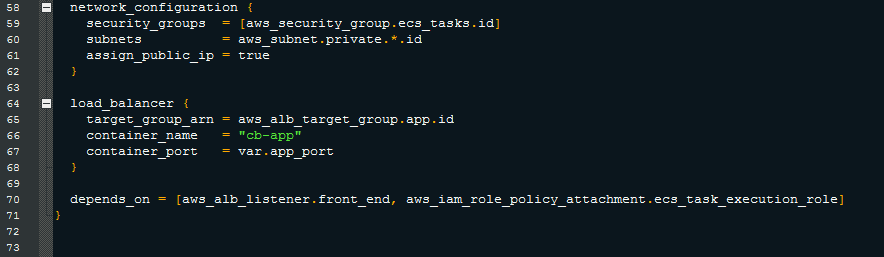 58 network_configuration {
59 security_groups = [aws_security_group.ecs_tasks.id]
60 subnets = aws_subnet.private.*.id
61 assign_public_ip = true
62 }
63
64 load_balancer {
65 target_group_arn = aws_alb_target_group.app.id
66 container_name = "cb-app"
67 container_port = var.app_port
68 }
69
70 depends_on = [aws_alb_listener.front_end, aws_iam_role_policy_attachment.ecs_task_execution_role]
71 }
72
73